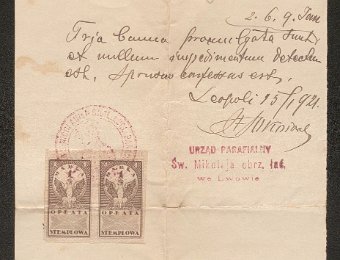 2. 6. 9. Jan
Tria banna promulgata sunt
et nullum impedimentum detectum
est. Sponsus confessus est.
Leopoli 15/I 921.
URZĄD PARAFIALNY
Św. Mikołaja obrz. łać.
we Lwowie
OPŁATA
STEMPLOWA
OPŁATA
STEMPLOWA